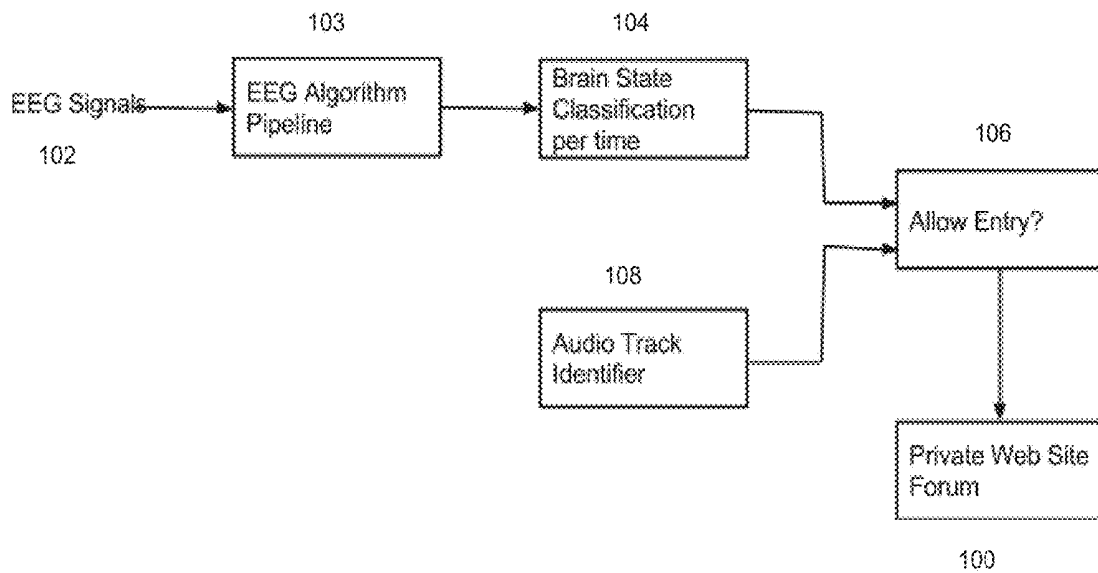 103
104
EEG Signals
EEG Algorithm
Pipeline
Brain State
Classification
per time
102
106
Allow Entry?
108
Audio Track
Identifier
Private Web Site
Forum
100